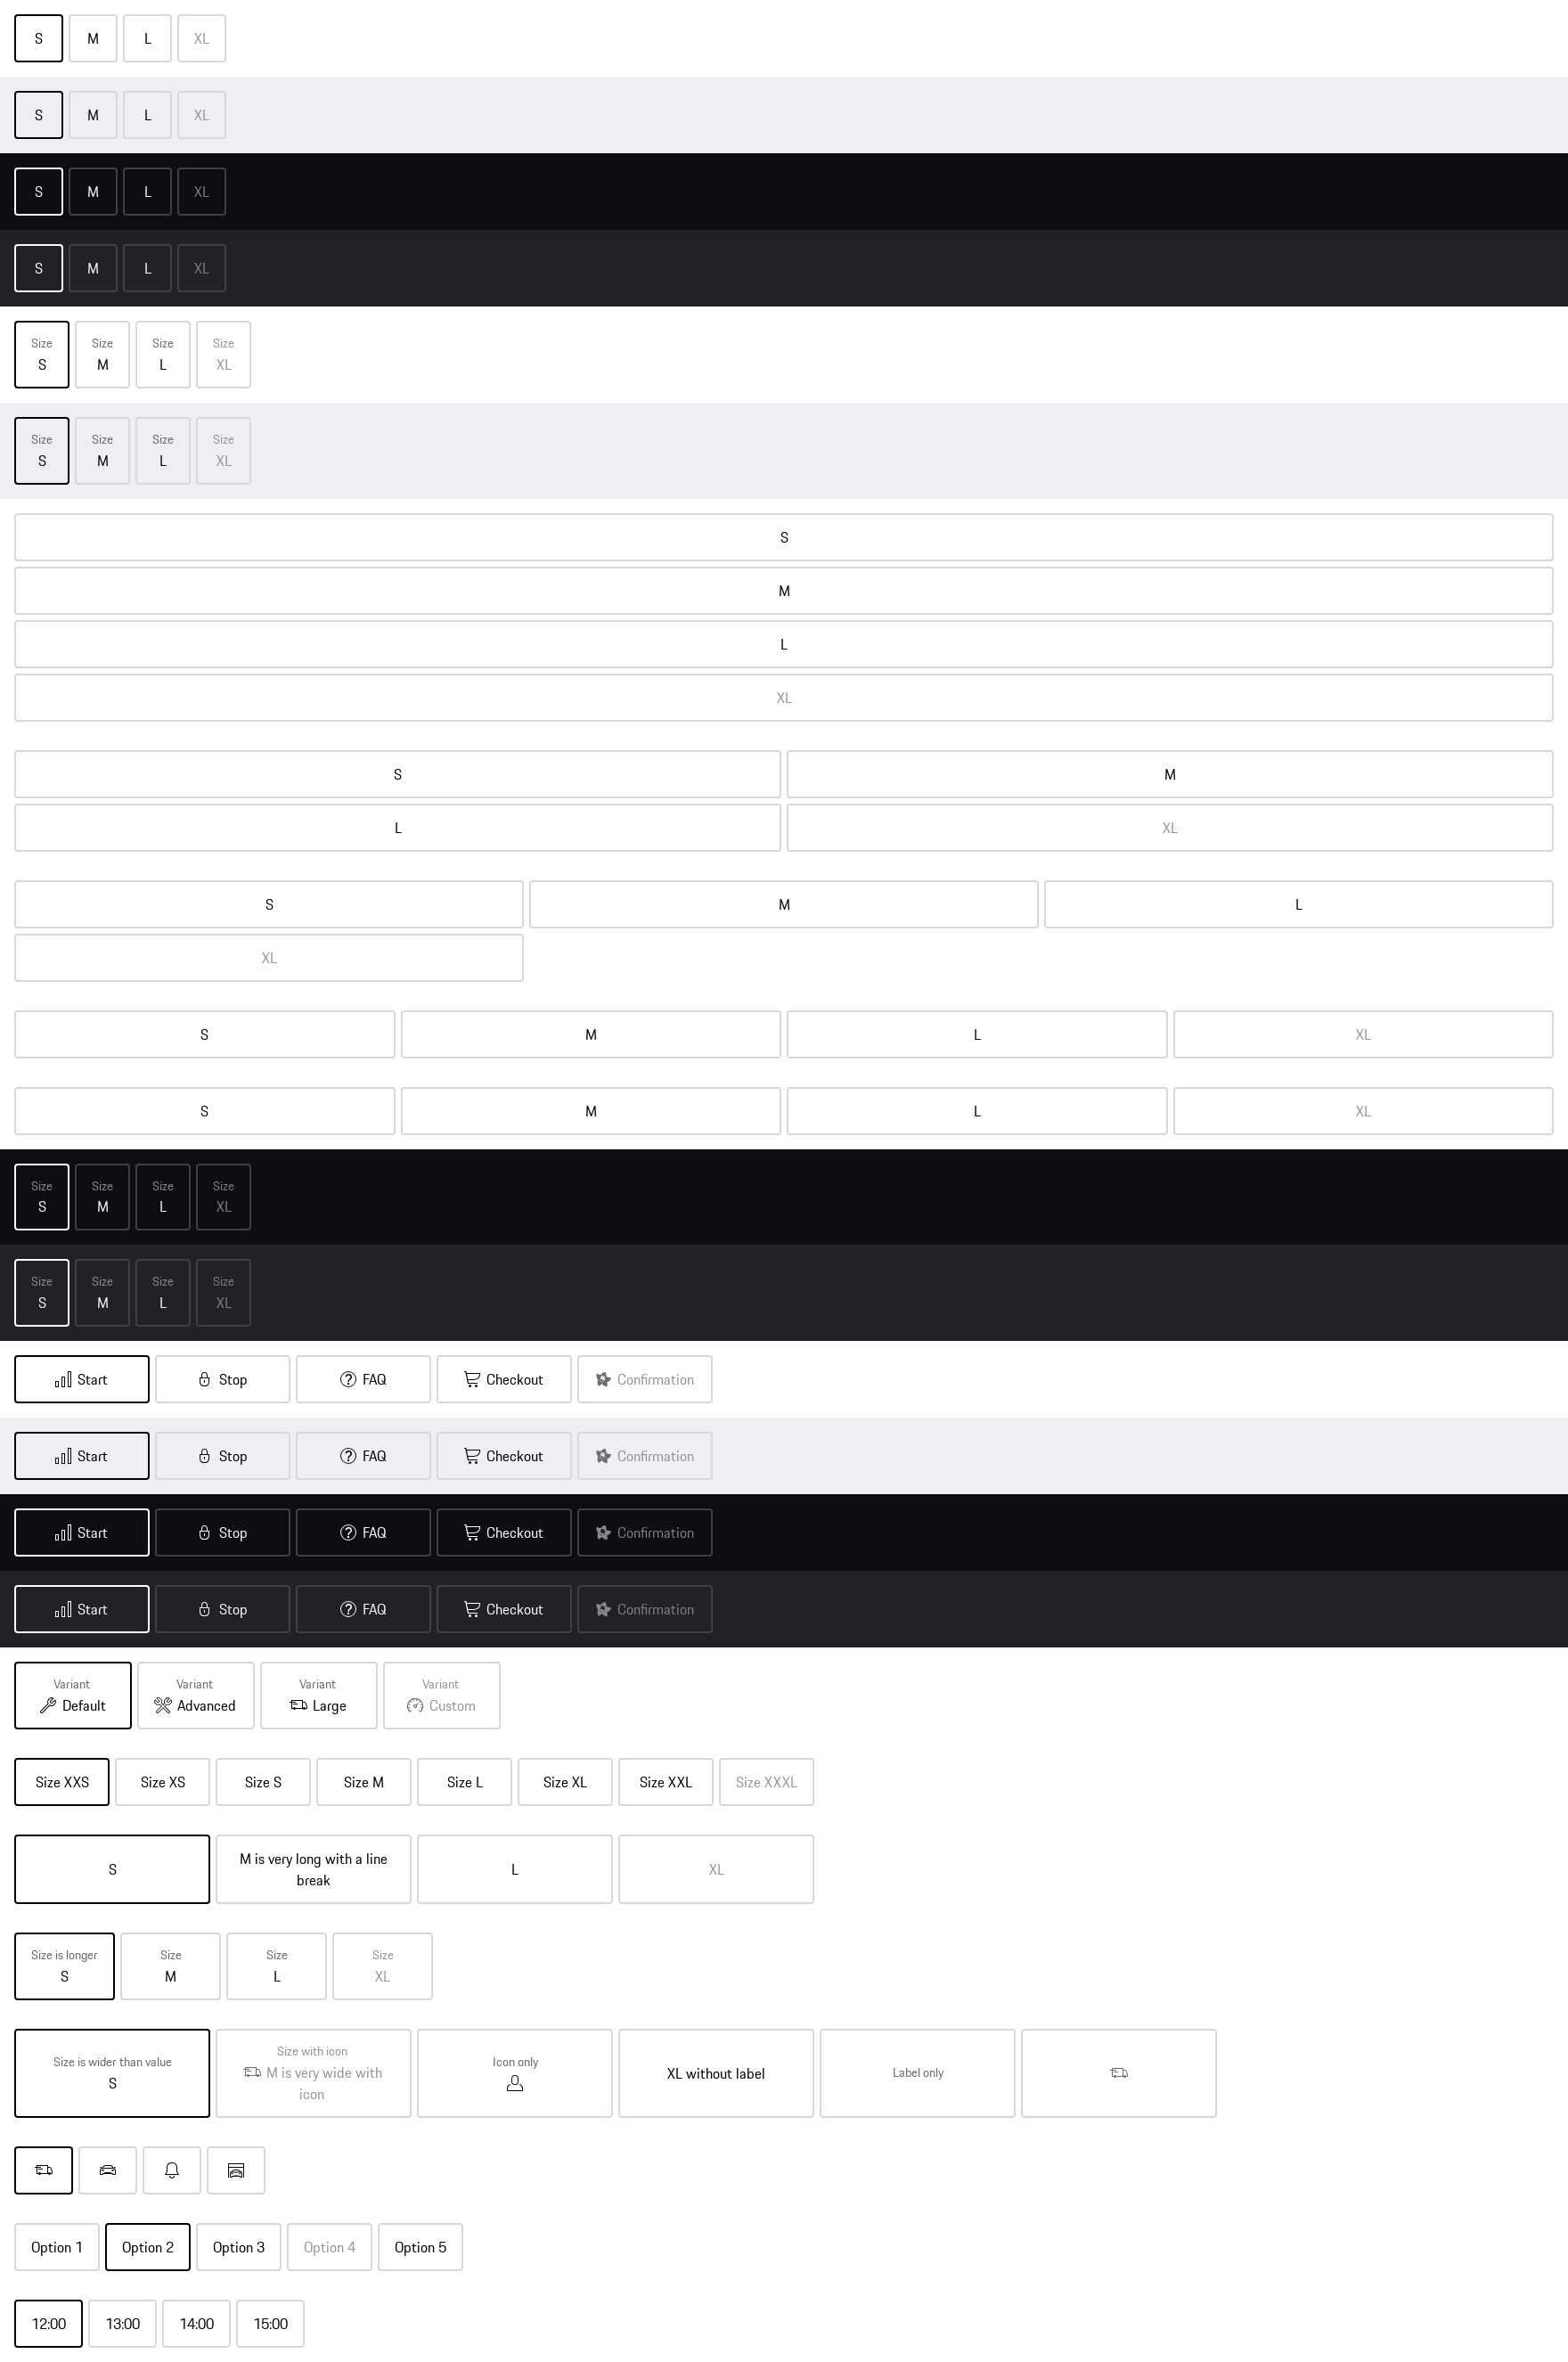 S M L XL
S M L XL
S M L XL
S M L XL
Size Size Size Size
S M L XL
Size Size Size Size
S M L XL
S
M
L
XL
S M
L XL
S M L
XL
S M L XL
S M L XL
Size Size Size Size
S M L XL
Size Size Size Size
S M L XL
Start Stop FAQ Checkout Confirmation
Start Stop FAQ Checkout Confirmation
Start Stop FAQ Checkout Confirmation
Start Stop FAQ Checkout Confirmation
Variant Variant Variant Variant
Default Advanced Large Custom
Size XXS Size XS Size S Size M Size L Size XL Size XXL Size XXXL
S M is very long with a line break L XL
Size is longer Size Size Size
S M L XL
Size is wider than value
S
Size with icon
M is very wide with
icon
Icon only
XL without label
Label only
Option 1 Option 2 Option 3 Option 4 Option 5
12:00 13:00 14:00 15:00